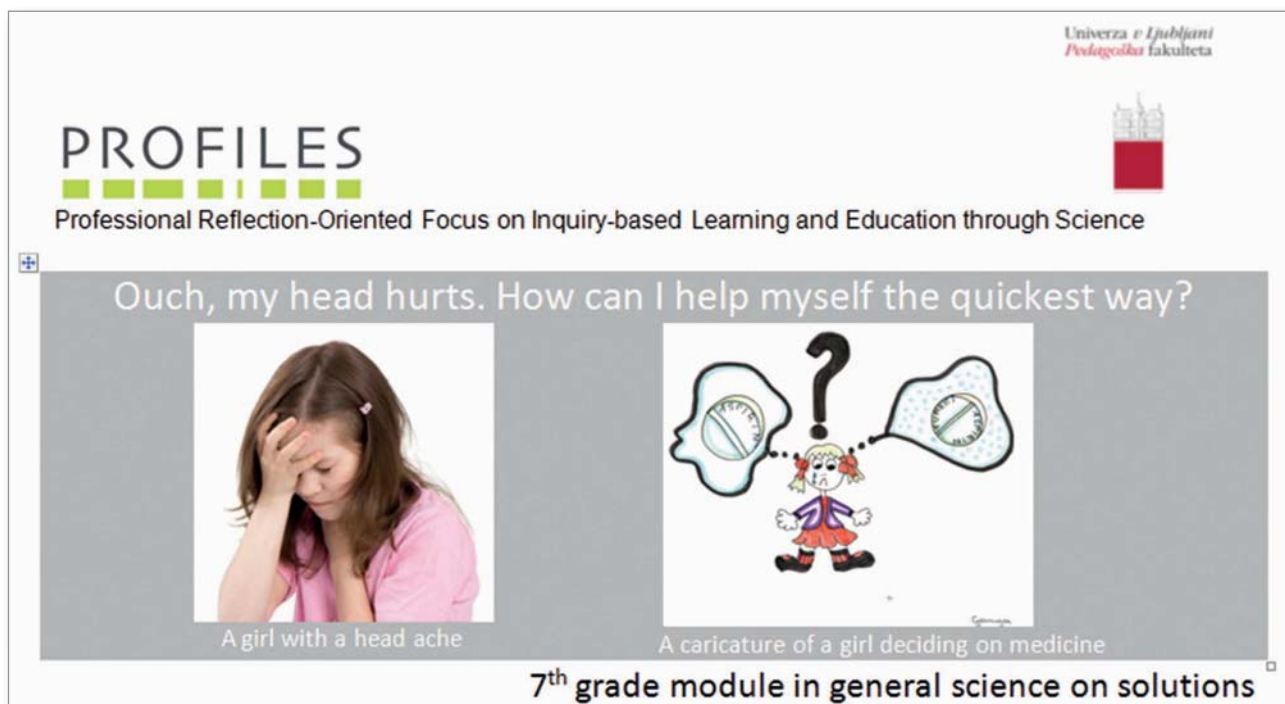 Univerza v Ljubljani
Pedagoška fakulteta
PROFILES
Professional Reflection-Oriented Focus on Inquiry-based Learning and Education through Science
Ouch, my head hurts. How can I help myself the quickest way?
ASPIRIN
?
A girl with a head ache
A caricature of a girl deciding on medicine
7th grade module in general science on solutions